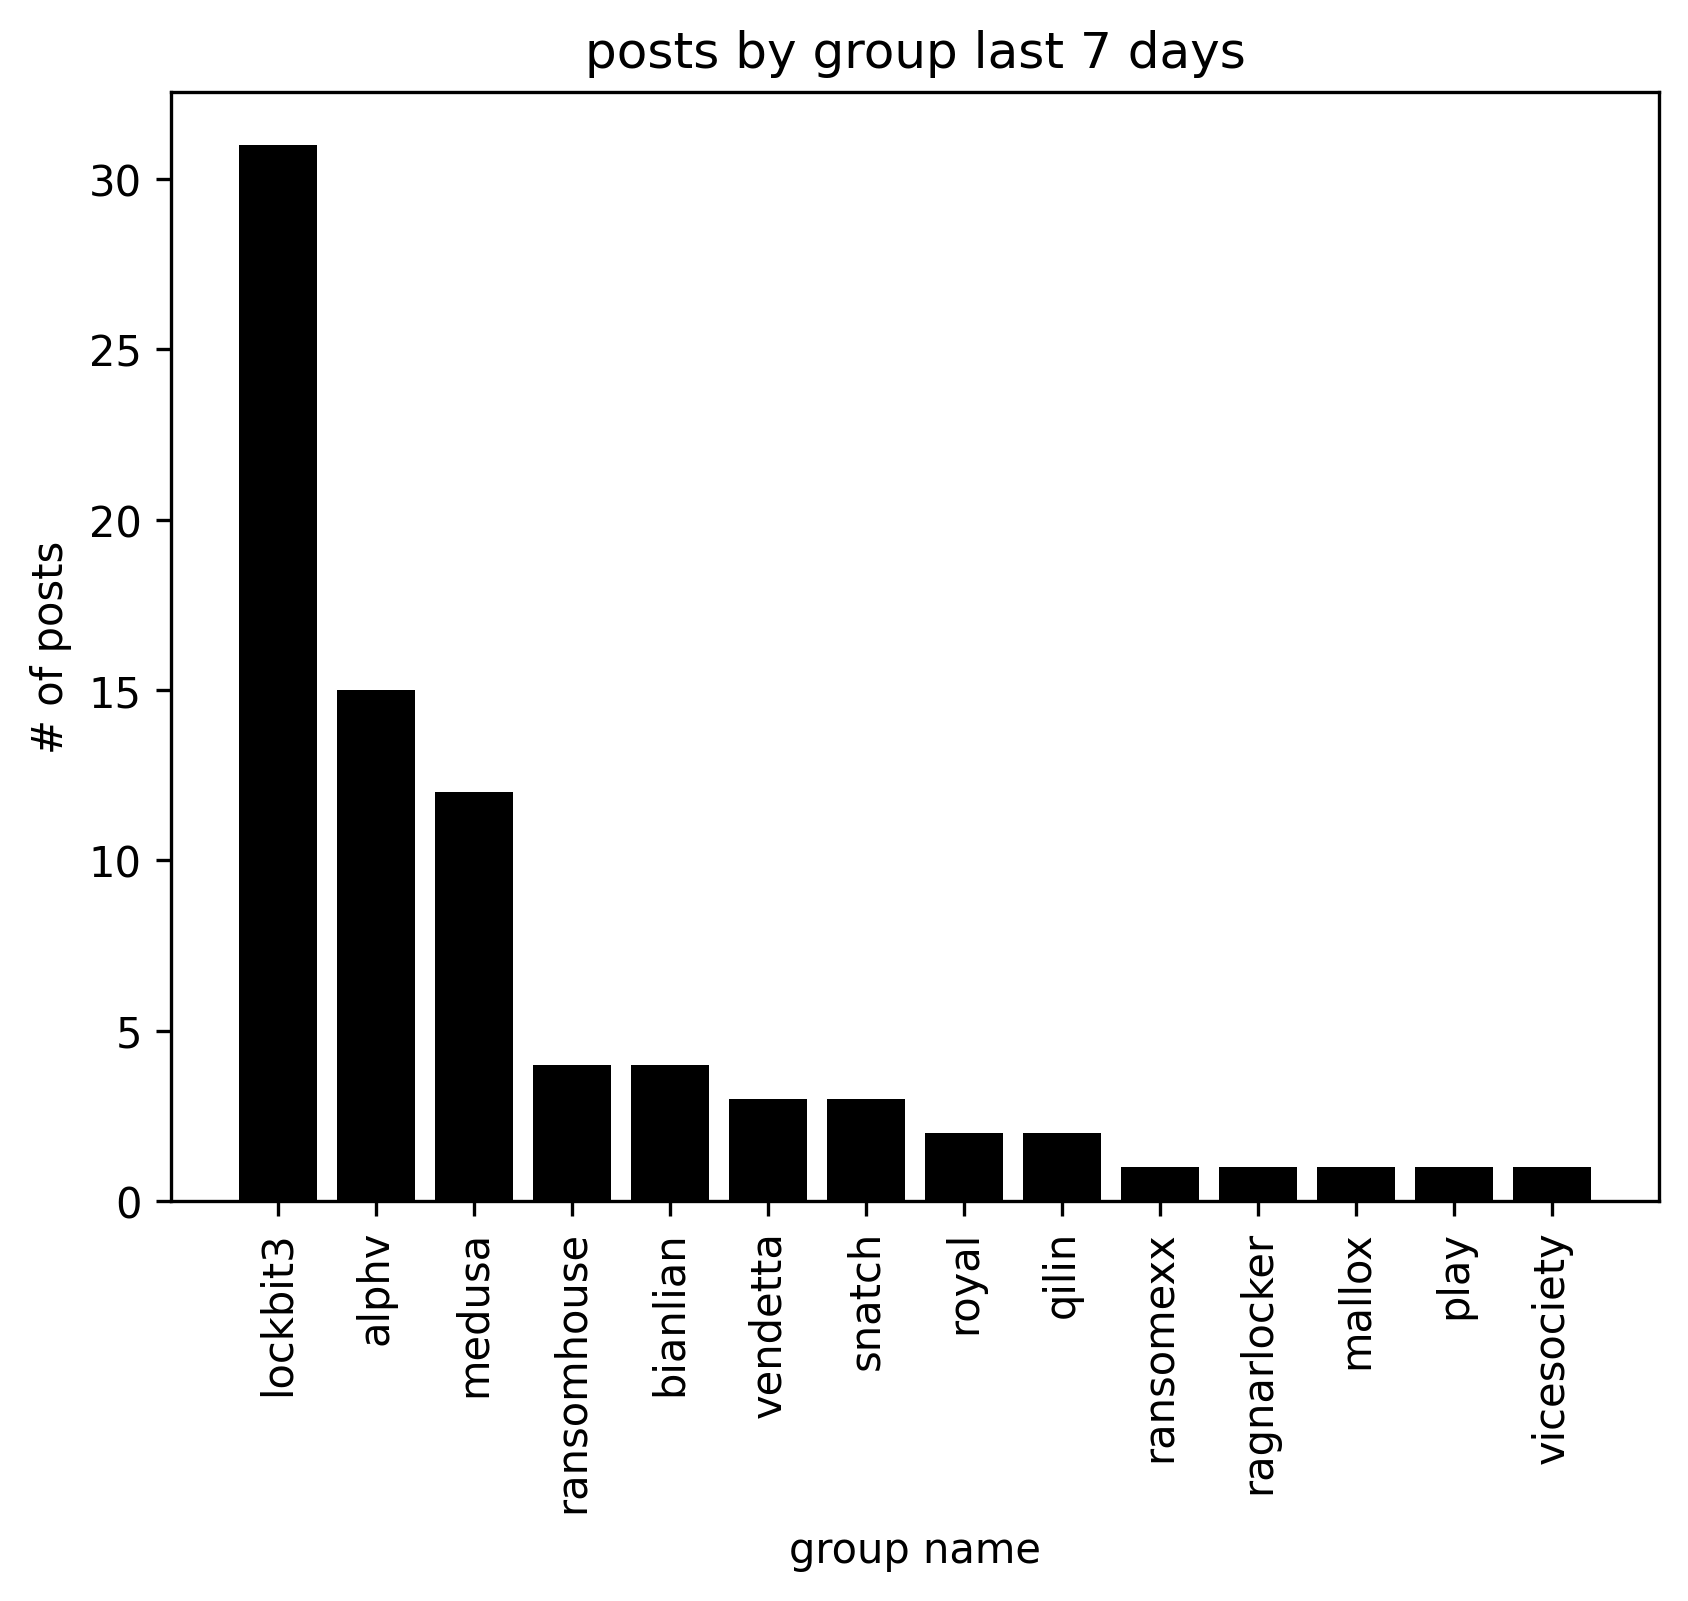 posts by group last 7 days
# of posts
30
25
20
15
10
5
0
lockbit3
alphv
medusa
ransomhouse
bianlian
vendetta
snatch
royal
qilin
ransomexx
ragnarlocker
mallox
play
vicesociety
group name